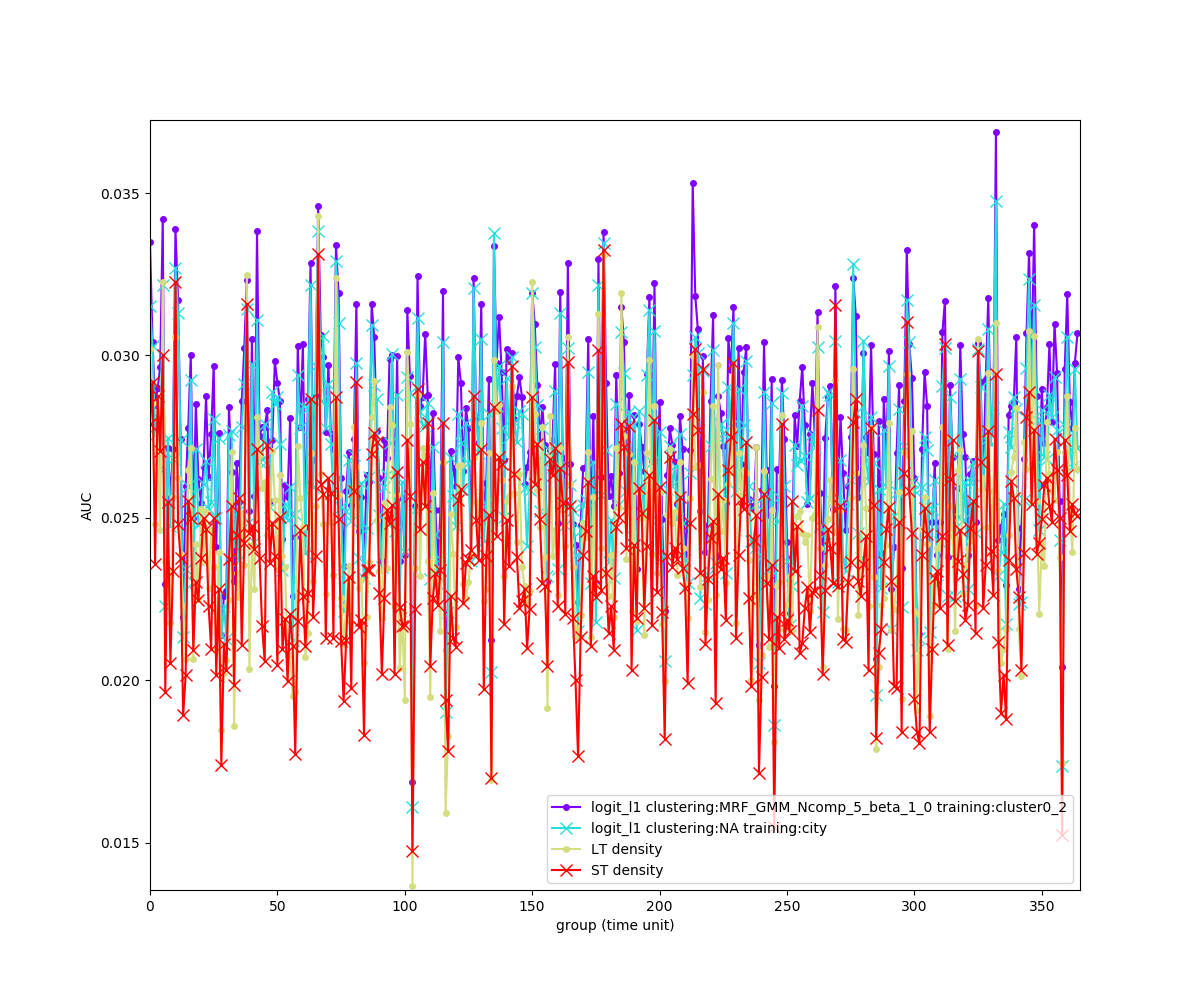 0.035
0.030
0.025
0.020
0.015
AUC
0 50 100 150 200 250 300 350
group (time unit)
logit_l1 clustering:MRF_GMM_Ncomp_5_beta_1_0 training:cluster0_2
logit_l1 clustering:NA training:city
LT density
ST density